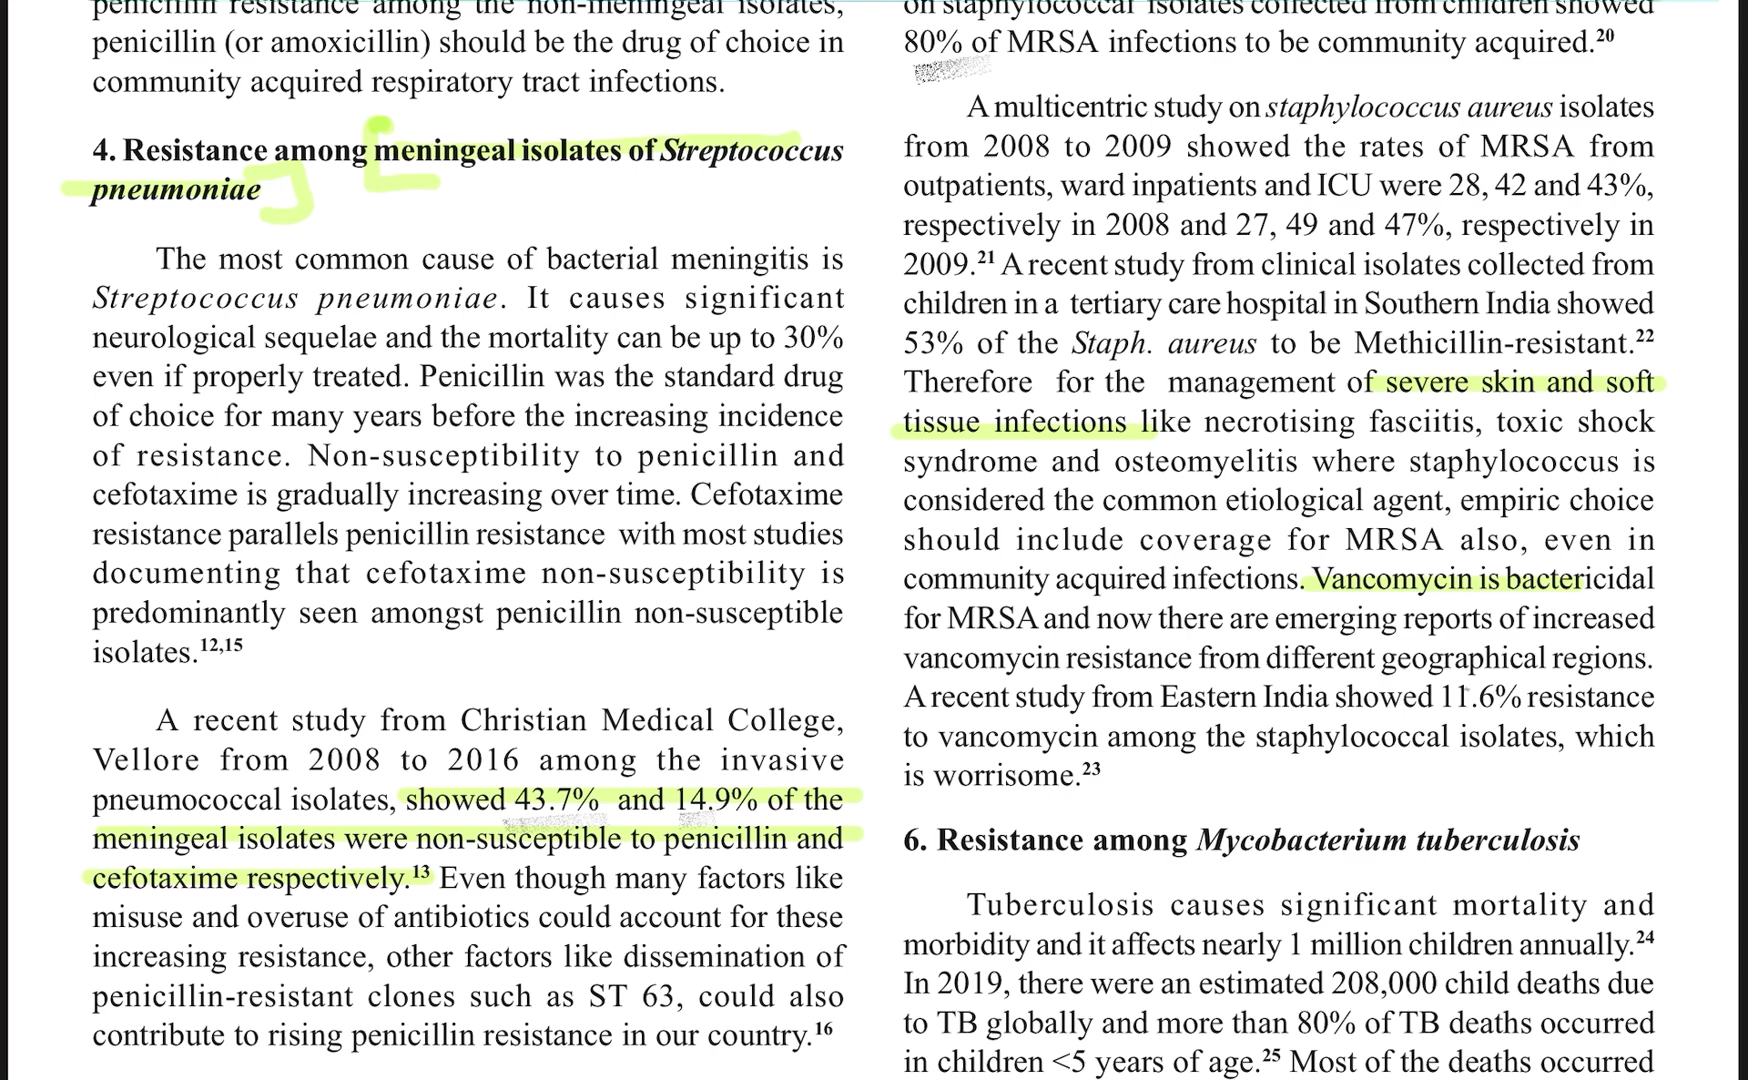 penicillin resistance among the non-meningeal isolates,
penicillin (or amoxicillin) should be the drug of choice in
community acquired respiratory tract infections.
4. Resistance among meningeal isolates of Streptococcus
pneumoniae
The most common cause of bacterial meningitis is
Streptococcus pneumoniae. It causes significant
neurological sequelae and the mortality can be up to 30%
even if properly treated. Penicillin was the standard drug
of choice for many years before the increasing incidence
of resistance. Non-susceptibility to penicillin and
cefotaxime is gradually increasing over time. Cefotaxime
resistance parallels penicillin resistance with most studies
documenting that cefotaxime non-susceptibility is
predominantly seen amongst penicillin non-susceptible
isolates.12,15
A recent study from Christian Medical College,
Vellore from 2008 to 2016 among the invasive
pneumococcal isolates, showed 43.7% and 14.9% of the
meningeal isolates were non-susceptible to penicillin and
cefotaxime respectively.13 Even though many factors like
misuse and overuse of antibiotics could account for these
increasing resistance, other factors like dissemination of
penicillin-resistant clones such as ST 63, could also
contribute to rising penicillin resistance in our country.16
on staphylococcal isolates collected from children showed
80% of MRSA infections to be community acquired.20
A multicentric study on staphylococcus aureus isolates
from 2008 to 2009 showed the rates of MRSA from
outpatients, ward inpatients and ICU were 28, 42 and 43%,
respectively in 2008 and 27, 49 and 47%, respectively in
2009.21 A recent study from clinical isolates collected from
children in a tertiary care hospital in Southern India showed
53% of the Staph. aureus to be Methicillin-resistant.22
Therefore for the management of severe skin and soft
tissue infections like necrotising fasciitis, toxic shock
syndrome and osteomyelitis where staphylococcus is
considered the common etiological agent, empiric choice
should include coverage for MRSA also, even in
community acquired infections. Vancomycin is bactericidal
for MRSA and now there are emerging reports of increased
vancomycin resistance from different geographical regions.
A recent study from Eastern India showed 11.6% resistance
to vancomycin among the staphylococcal isolates, which
is worrisome.23
6. Resistance among Mycobacterium tuberculosis
Tuberculosis causes significant mortality and
morbidity and it affects nearly 1 million children annually.24
In 2019, there were an estimated 208,000 child deaths due
to TB globally and more than 80% of TB deaths occurred
in children <5 years of age.25 Most of the deaths occurred